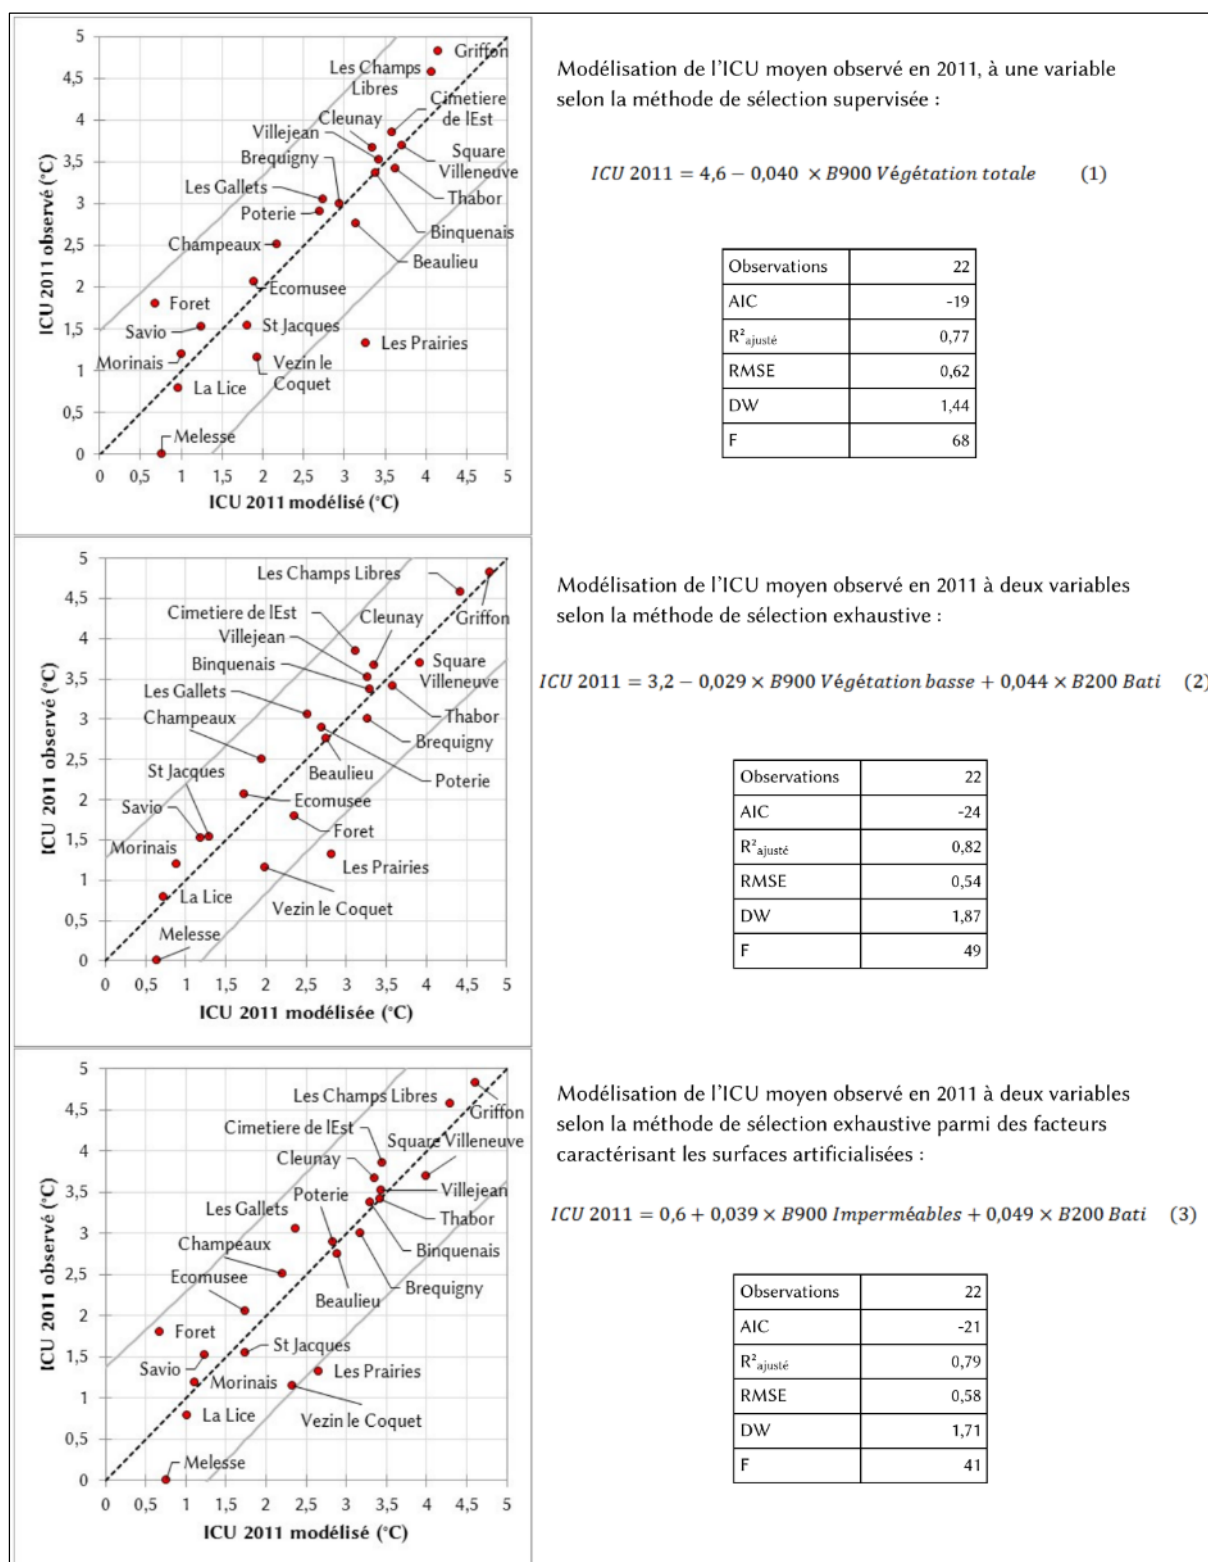 5
4,5
4
3,5
3
2,5
2
1,5
1
0,5
0
ICU 2011 observé (°C)
Griffon
Les Champs
Libres
Cimetiere
de lEst
Cleunay
Villejean
Brequigny
Square
Villeneuve
Les Gallets
Thabor
Poterie
Binquenais
Champeaux
Beaulieu
Ecomusee
Foret
Savio
St Jacques
Les Prairies
Morinais
Vezin le
Coquet
La Lice
Melesse
0 0,5 1 1,5 2 2,5 3 3,5 4 4,5 5
ICU 2011 modélisé (°C)
Modélisation de l'ICU moyen observé en 2011, à une variable
selon la méthode de sélection supervisée :
ICU 2011 = 4,6 − 0,040 × B900 Végétation totale (1)
Observations 22
AIC -19
R²ajusté 0,77
RMSE 0,62
DW 1,44
F 68
5
4,5
4
3,5
3
2,5
2
1,5
1
0,5
0
ICU 2011 observé (°C)
Les Champs Libres
Griffon
Cimetiere de lEst
Cleunay
Villejean
Binquenais
Square
Villeneuve
Les Gallets
Thabor
Champeaux
Brequigny
St Jacques
Beaulieu
Poterie
Savio
Ecomusee
Foret
Morinais
Les Prairies
La Lice
Vezin le Coquet
Melesse
0 0,5 1 1,5 2 2,5 3 3,5 4 4,5 5
ICU 2011 modélisée (°C)
Modélisation de l'ICU moyen observé en 2011 à deux variables
selon la méthode de sélection exhaustive :
ICU 2011 = 3,2 − 0,029 × B900 Végétation basse + 0,044 × B200 Bati (2)
Observations 22
AIC -24
R²ajusté 0,82
RMSE 0,54
DW 1,87
F 49
5
4,5
4
3,5
3
2,5
2
1,5
1
0,5
0
ICU 2011 observé (°C)
Les Champs Libres
Griffon
Cimetiere de lEst
Square Villeneuve
Cleunay
Poterie
Villejean
Les Gallets
Thabor
Champeaux
Binquenais
Ecomusee
Beaulieu
Brequigny
Foret
St Jacques
Savio
Morinais
Les Prairies
La Lice
Vezin le Coquet
Melesse
0 0,5 1 1,5 2 2,5 3 3,5 4 4,5 5
ICU 2011 modélisée (°C)
Modélisation de l'ICU moyen observé en 2011 à deux variables
selon la méthode de sélection exhaustive parmi des facteurs
caractérisant les surfaces artificialisées :
ICU 2011 = 0,6 + 0,039 × B900 Imperméables + 0,049 × B200 Bati (3)
Observations 22
AIC -21
R²ajusté 0,79
RMSE 0,58
DW 1,71
F 41